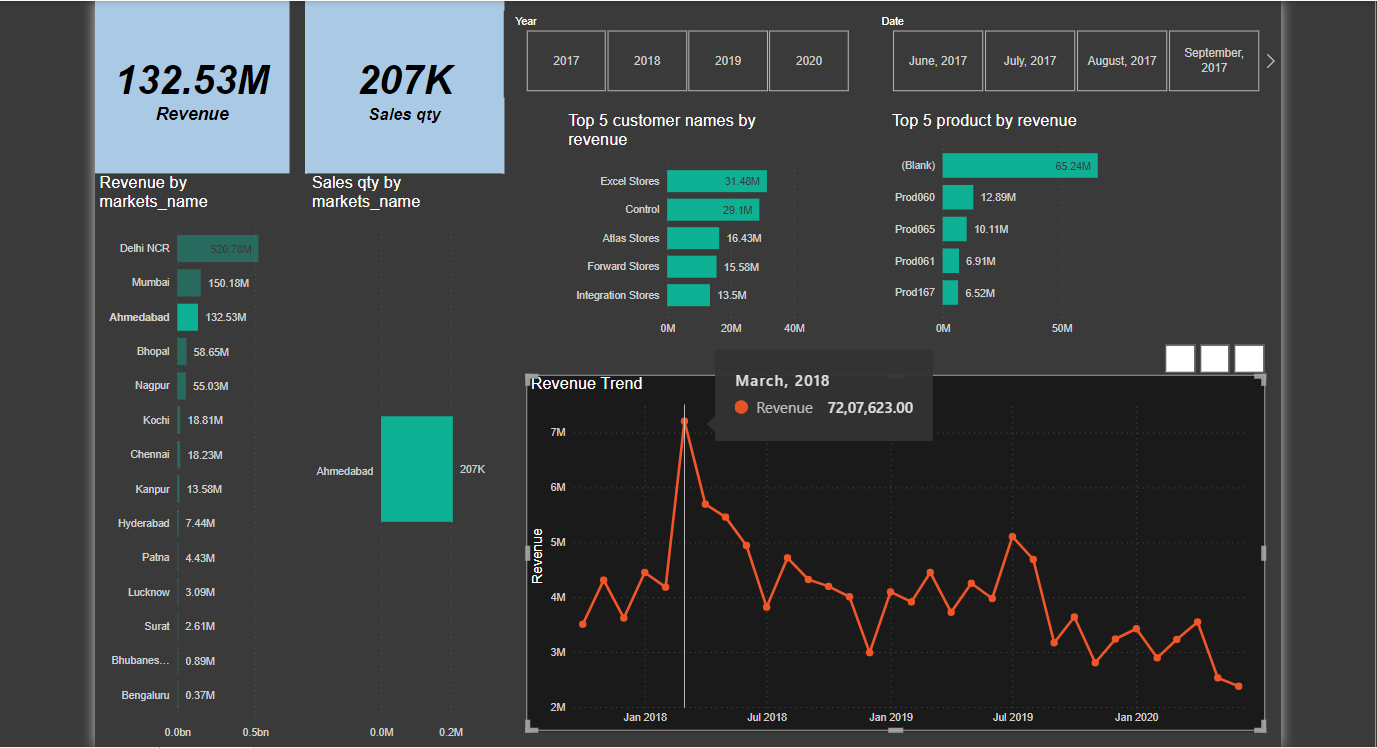 132.53M
Revenue
207K
Sales qty
Year
2017
2018
2019
2020
Date
June, 2017
July, 2017
August, 2017
September,
2017
Revenue by
markets_name
Delhi NCR 520.78M
Mumbai 150.18M
Ahmedabad 132.53M
Bhopal 58.65M
Nagpur 55.03M
Kochi 18.81M
Chennai 18.23M
Kanpur 13.58M
Hyderabad 7.44M
Patna 4.43M
Lucknow 3.09M
Surat 2.61M
Bhubanes... 0.89M
Bengaluru 0.37M
0.0bn 0.5bn
Sales qty by
markets_name
Ahmedabad 207K
0.0M 0.2M
Top 5 customer names by
revenue
Excel Stores 31.48M
Control 29.1M
Atlas Stores 16.43M
Forward Stores 15.58M
Integration Stores 13.5M
0M 20M 40M
Top 5 product by revenue
(Blank) 65.24M
Prod060 12.89M
Prod065 10.11M
Prod061 6.91M
Prod167 6.52M
0M 50M
Revenue Trend
March, 2018
Revenue 72,07,623.00
Revenue
7M
6M
5M
4M
3M
2M
Jan 2018 Jul 2018 Jan 2019 Jul 2019 Jan 2020